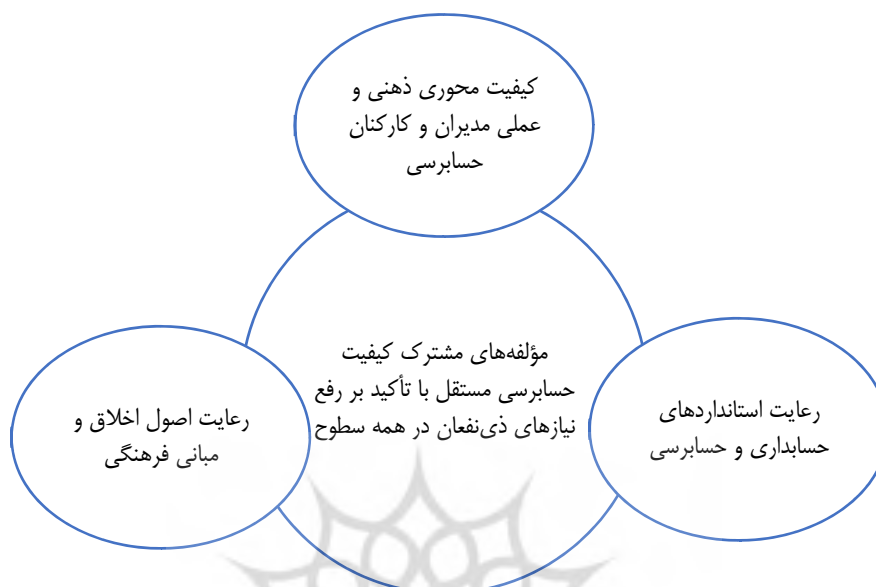 کیفیت محوری ذهنی و
عملی مدیران و کارکنان
حسابرسی
مؤلفه‌های مشترک کیفیت
حسابرسی مستقل با تأکید بر رفع
نیازهای ذی‌نفعان در همه سطوح
رعایت استانداردهای
حسابداری و حسابرسی
رعایت اصول اخلاق و
مبانی فرهنگی